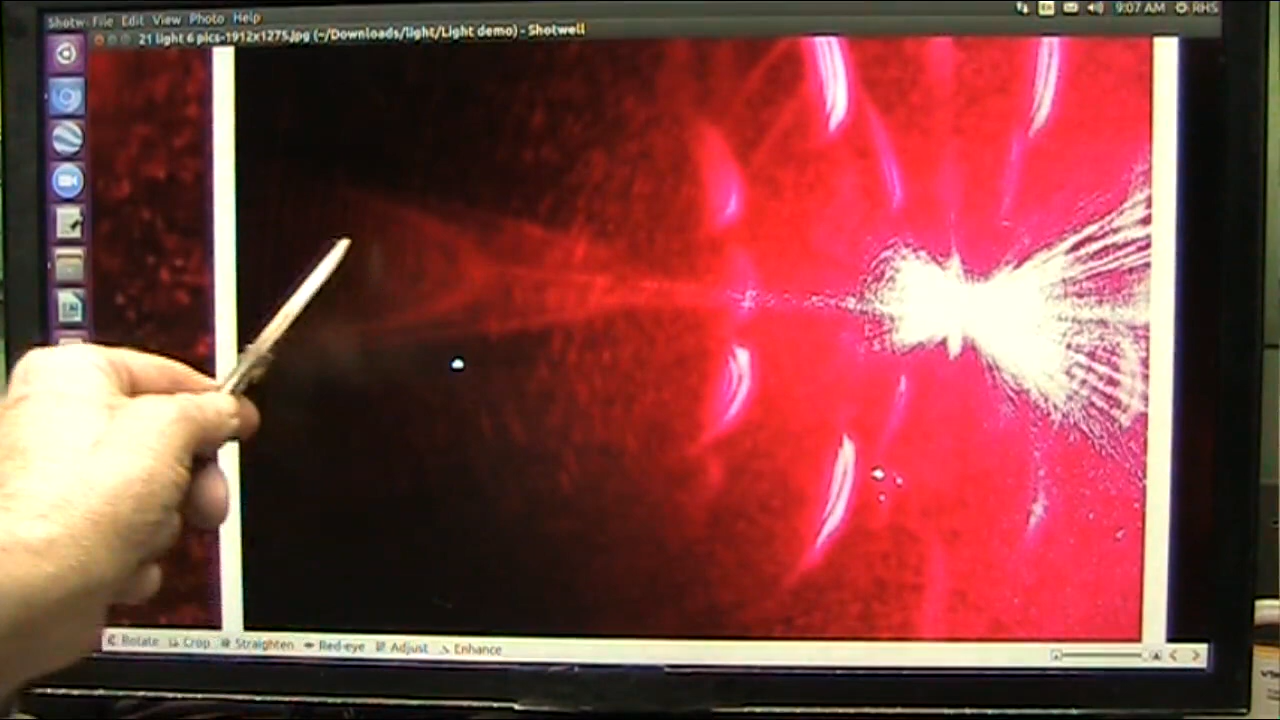 Shotw File Edit View Photo Help
En 9:07 AM RHS
21 light 6 pics-1912x1275.jpg (~/Downloads/light/Light demo) - Shotwell
Rotate Crop Straighten Red-eye Adjust Enhance